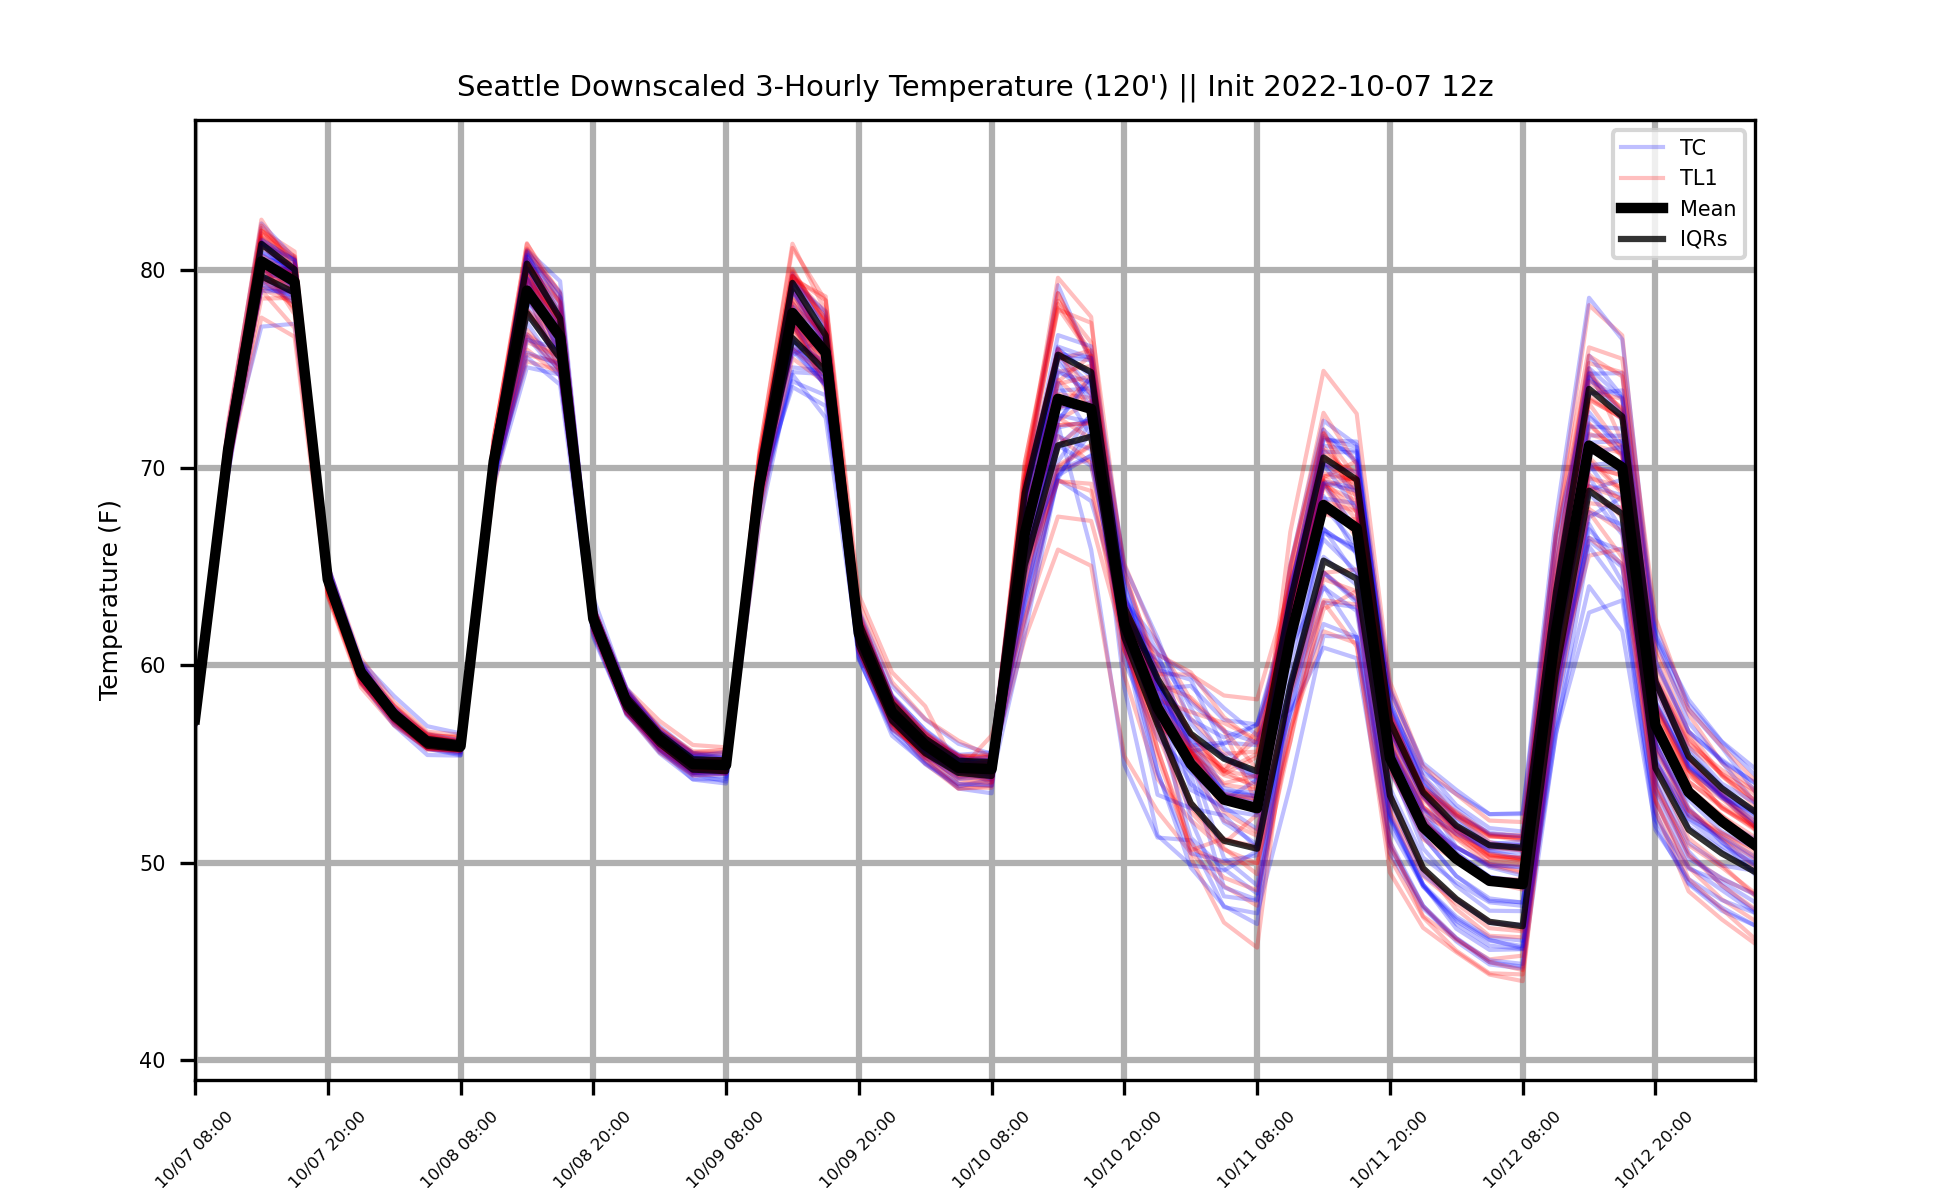 Seattle Downscaled 3-Hourly Temperature (120') || Init 2022-10-07 12z
TC
TL1
Mean
IQRs
Temperature (F)
80
70
60
50
40
10/07 08:00
10/07 20:00
10/08 08:00
10/08 20:00
10/09 08:00
10/09 20:00
10/10 08:00
10/10 20:00
10/11 08:00
10/11 20:00
10/12 08:00
10/12 20:00